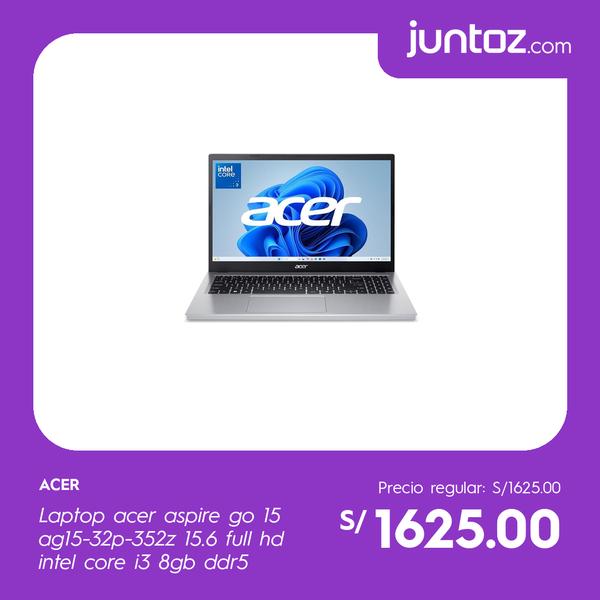 juntoz.com
intel
CORE
acer
acer
ACER
Laptop acer aspire go 15
ag15-32p-352z 15.6 full hd
intel core i3 8gb ddr5
Precio regular: S/1625.00
S/1625.00